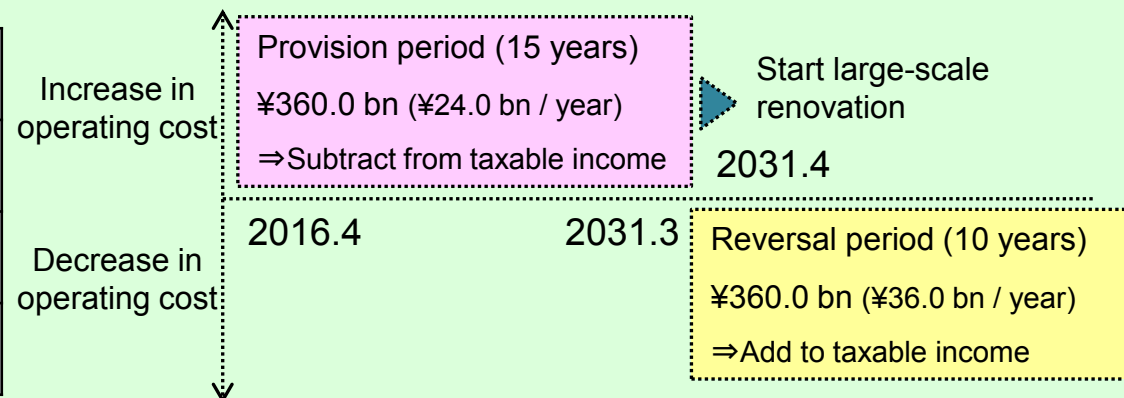 Increase in
operating cost
Provision period (15 years)
¥360.0 bn (¥24.0 bn / year)
⇒Subtract from taxable income
Start large-scale
renovation
2031.4
2016.4
2031.3
Decrease in
operating cost
Reversal period (10 years)
¥360.0 bn (¥36.0 bn / year)
⇒Add to taxable income